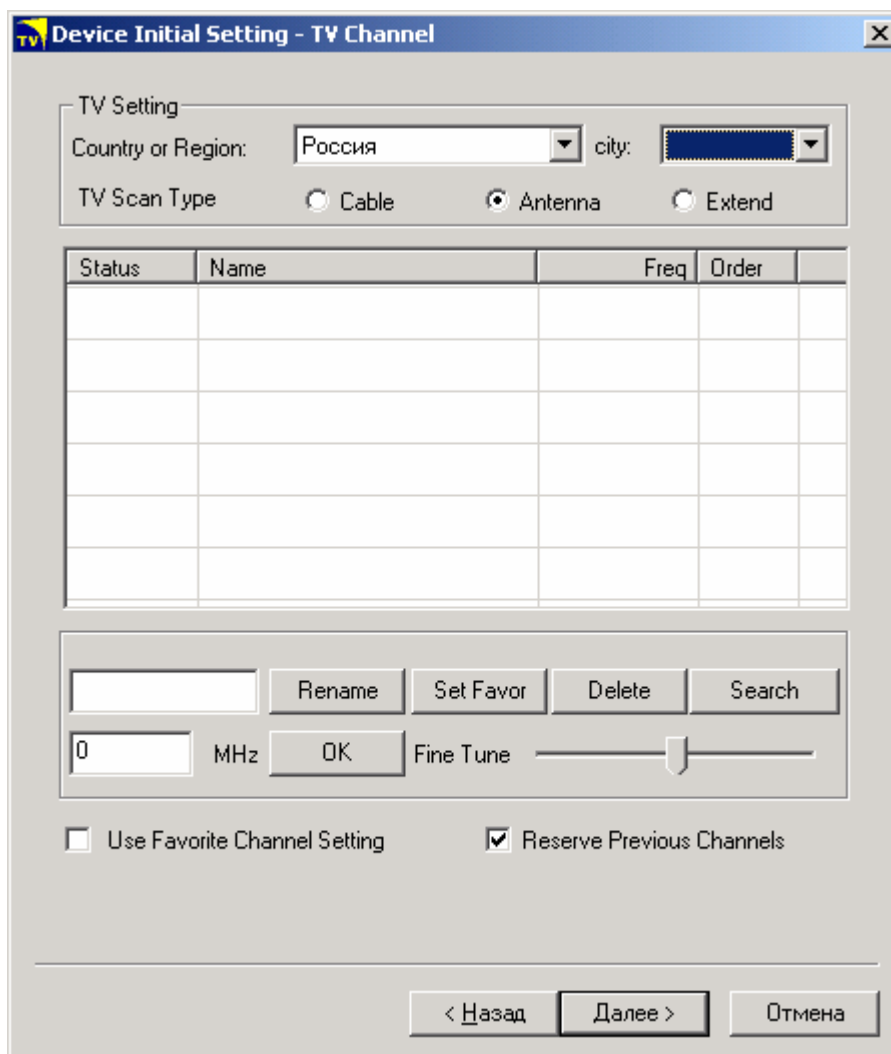 TV Device Initial Setting - TV Channel
TV Setting
Country or Region: Россия city:
TV Scan Type Cable Antenna Extend
Status Name Freq Order
Rename Set Favor Delete Search
0 MHz OK Fine Tune
Use Favorite Channel Setting Reserve Previous Channels
< Назад Далее > Отмена